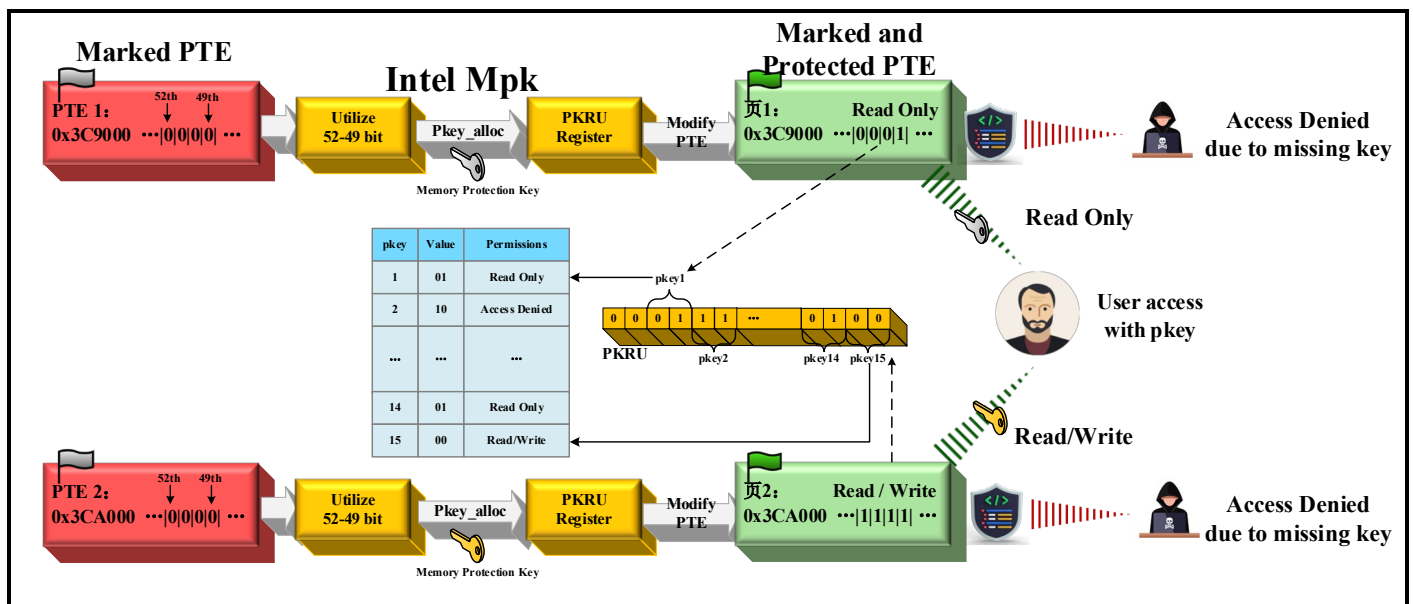 Marked PTE
Intel Mpk
Marked and
Protected PTE
52th 49th
PTE 1：
0x3C9000 ···|0|0|0|0| ···
Utilize
52-49 bit
Pkey_alloc
Memory Protection Key
PKRU
Register
Modify
PTE
页1： Read Only
0x3C9000 ···|0|0|0|1| ···
Access Denied
due to missing key
Read Only
pkey Value Permissions
1 01 Read Only
2 10 Access Denied
... ... ...
14 01 Read Only
15 00 Read/Write
pkey1
0 0 0 1 1 1 ... 0 1 0 0
PKRU
pkey2
pkey14
pkey15
User access
with pkey
Read/Write
52th 49th
PTE 2：
0x3CA000 ···|0|0|0|0| ···
Utilize
52-49 bit
Pkey_alloc
Memory Protection Key
PKRU
Register
Modify
PTE
页2： Read / Write
0x3CA000 ···|1|1|1|1| ···
Access Denied
due to missing key